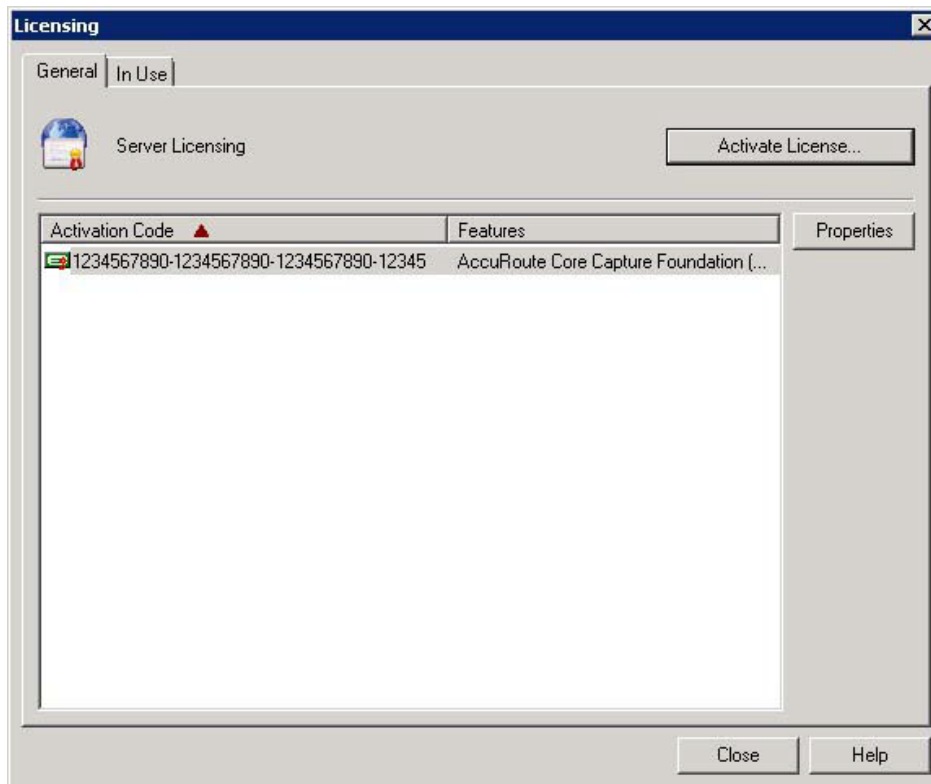 Licensing
General In Use
Server Licensing Activate License...
Activation Code Features Properties
1234567890-1234567890-1234567890-12345 AccuRoute Core Capture Foundation (...
Close Help